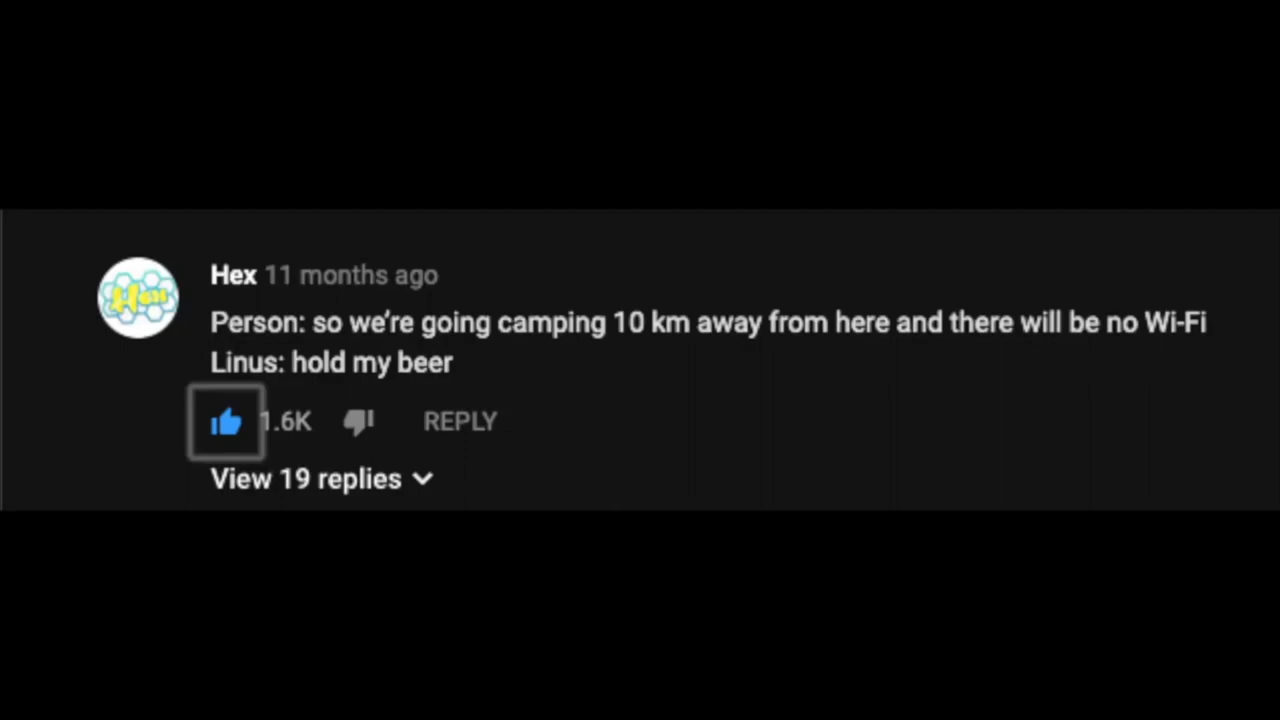 Hex 11 months ago
Person: so we're going camping 10 km away from here and there will be no Wi-Fi
Linus: hold my beer
1.6K REPLY
View 19 replies